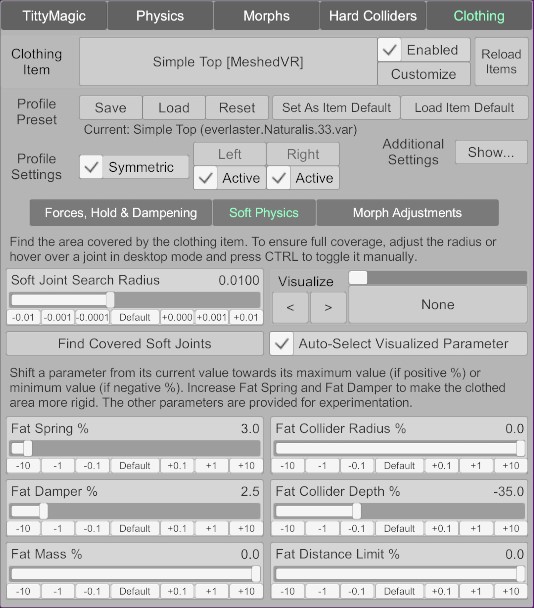 TittyMagic Physics Morphs Hard Colliders Clothing
Clothing Item Simple Top [MeshedVR] Enabled Customize Reload Items
Profile Preset Save Load Reset Set As Item Default Load Item Default
Current: Simple Top (everlaster.Naturalis.33.var)
Profile Settings Symmetric Left Right Active Active Additional Settings Show...
Forces, Hold & Dampening Soft Physics Morph Adjustments
Find the area covered by the clothing item. To ensure full coverage, adjust the radius or
hover over a joint in desktop mode and press CTRL to toggle it manually.
Soft Joint Search Radius 0.0100 Visualize
< > None
-0.01 -0.001 -0.0001 Default +0.000 +0.001 +0.01
Find Covered Soft Joints Auto-Select Visualized Parameter
Shift a parameter from its current value towards its maximum value (if positive %) or
minimum value (if negative %). Increase Fat Spring and Fat Damper to make the clothed
area more rigid. The other parameters are provided for experimentation.
Fat Spring % 3.0 Fat Collider Radius % 0.0
-10 -1 -0.1 Default +0.1 +1 +10 -10 -1 -0.1 Default +0.1 +1 +10
Fat Damper % 2.5 Fat Collider Depth % -35.0
-10 -1 -0.1 Default +0.1 +1 +10 -10 -1 -0.1 Default +0.1 +1 +10
Fat Mass % 0.0 Fat Distance Limit % 0.0
-10 -1 -0.1 Default +0.1 +1 +10 -10 -1 -0.1 Default +0.1 +1 +10